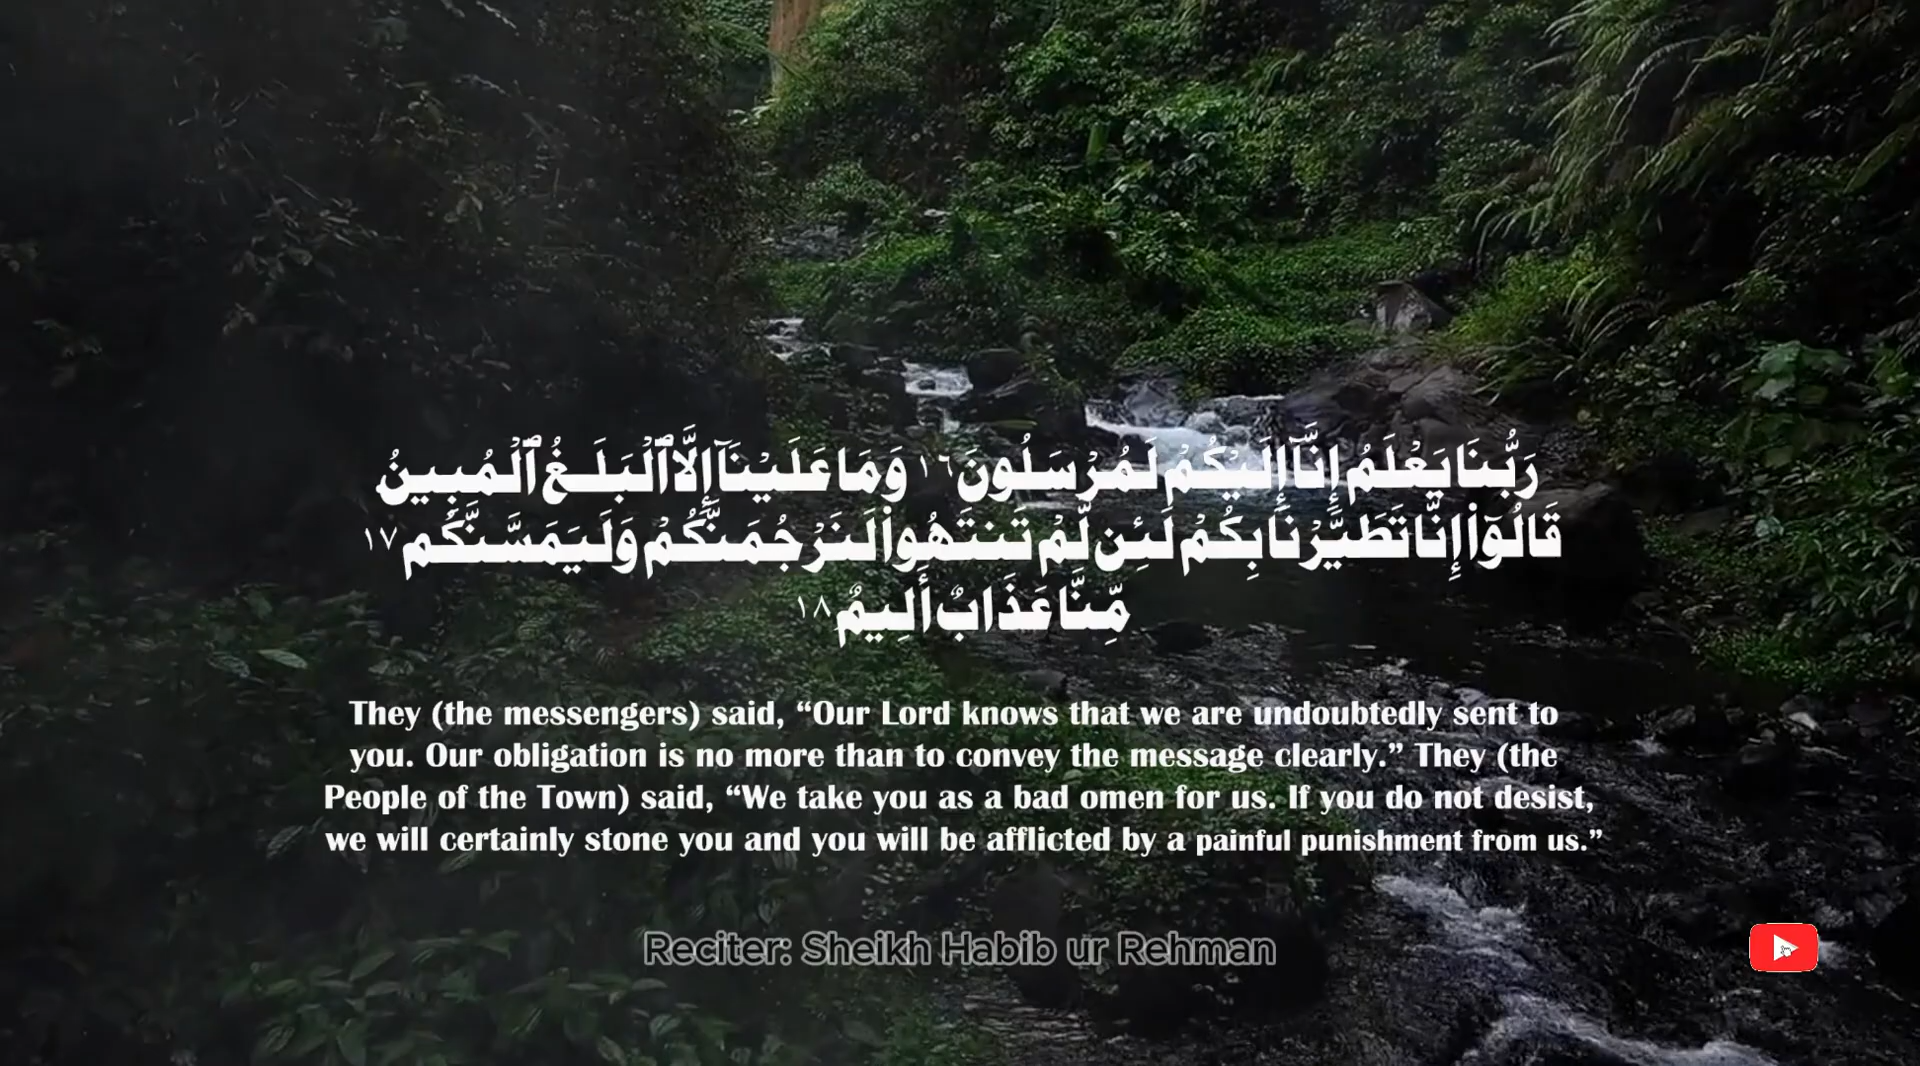 رَبُّنَا يَعْلَمُ إِنَّآ إِلَيْكُمْ لَمُرْسَلُونَ ١٦ وَمَا عَلَيْنَآ إِلَّا ٱلْبَلَـٰغُ ٱلْمُبِينُ
١٧ قَالُوٓا۟ إِنَّا تَطَيَّرْنَا بِكُمْ لَئِن لَّمْ تَنتَهُوا۟ لَنَرْجُمَنَّكُمْ وَلَيَمَسَّنَّكُم
مِّنَّا عَذَابٌ أَلِيمٌ ١٨
They (the messengers) said, “Our Lord knows that we are undoubtedly sent to
you. Our obligation is no more than to convey the message clearly.” They (the
People of the Town) said, “We take you as a bad omen for us. If you do not desist,
we will certainly stone you and you will be afflicted by a painful punishment from us.”
Reciter: Sheikh Habib ur Rehman